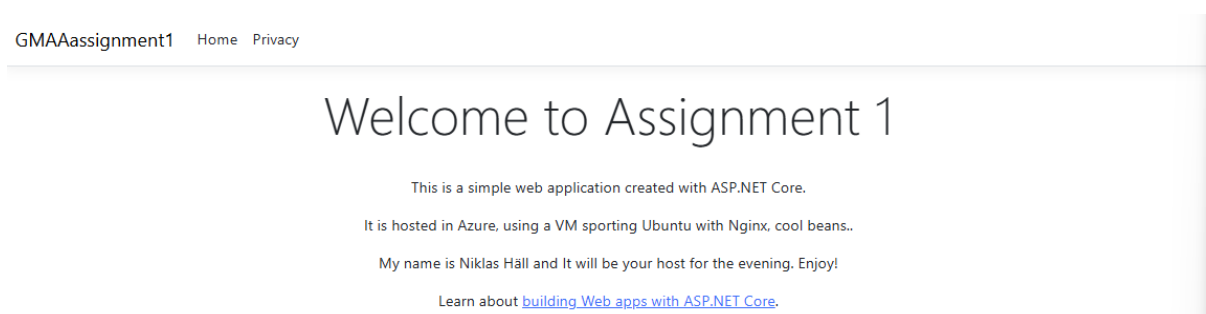 GMAAassignment1 Home Privacy
Welcome to Assignment 1
This is a simple web application created with ASP.NET Core.
It is hosted in Azure, using a VM sporting Ubuntu with Nginx, cool beans..
My name is Niklas Häll and It will be your host for the evening. Enjoy!
Learn about building Web apps with ASP.NET Core.